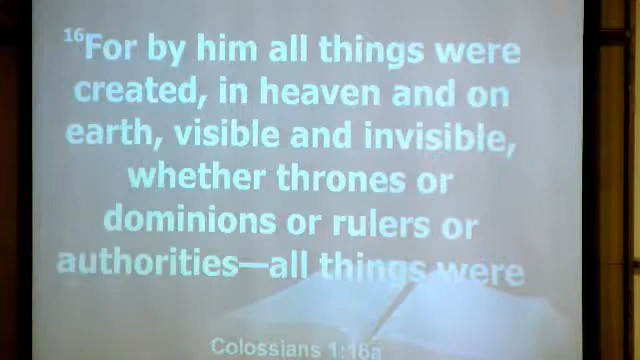 16For by him all things were
created, in heaven and on
earth, visible and invisible,
whether thrones or
dominions or rulers or
authorities—all things were
Colossians 1:16a